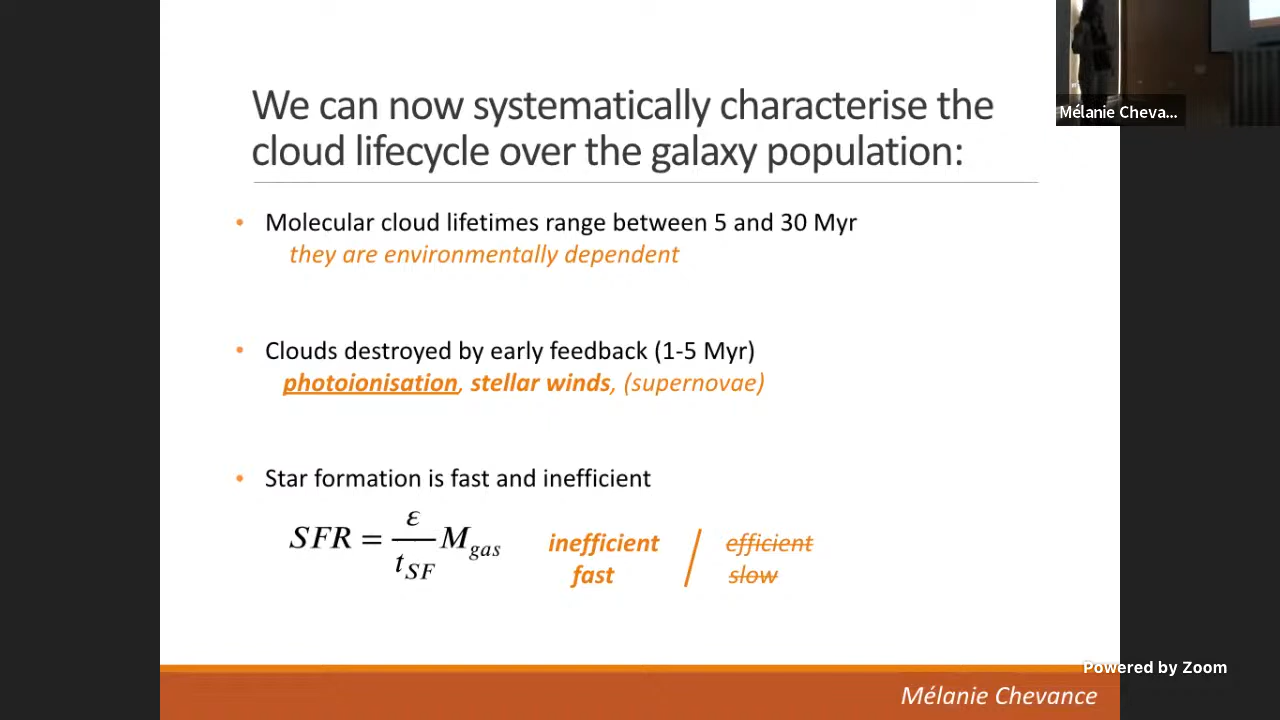 We can now systematically characterise the
cloud lifecycle over the galaxy population:
Mélanie Cheva...
• Molecular cloud lifetimes range between 5 and 30 Myr
they are environmentally dependent
• Clouds destroyed by early feedback (1-5 Myr)
photoionisation, stellar winds, (supernovae)
• Star formation is fast and inefficient
SFR = ε / t_SF M_gas
inefficient / efficient
fast slow
Powered by Zoom
Mélanie Chevance